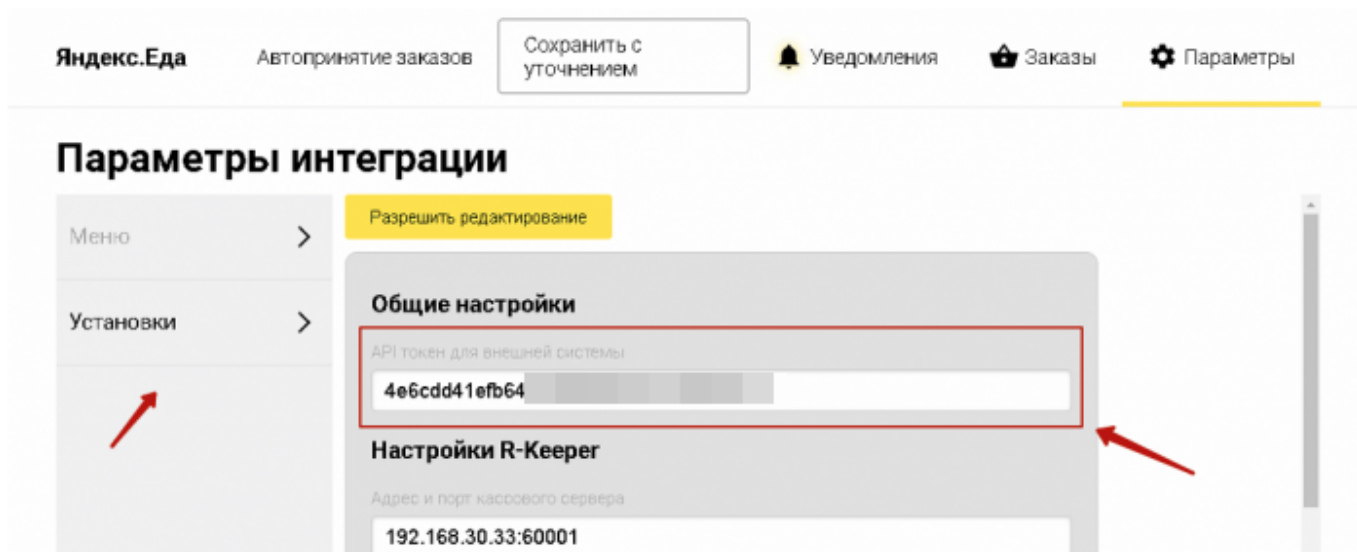 Яндекс.Еда
Автопринятие заказов
Сохранить с
уточнением
Уведомления
Заказы
Параметры
Параметры интеграции
Меню
Установки
Разрешить редактирование
Общие настройки
API токен для внешней системы
4e6cdd41efb64
Настройки R-Keeper
Адрес и порт кассового сервера
192.168.30.33:60001